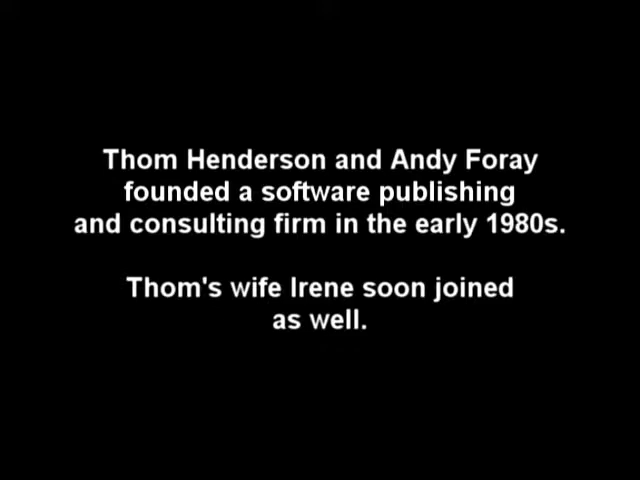 Thom Henderson and Andy Foray
founded a software publishing
and consulting firm in the early 1980s.
Thom's wife Irene soon joined
as well.